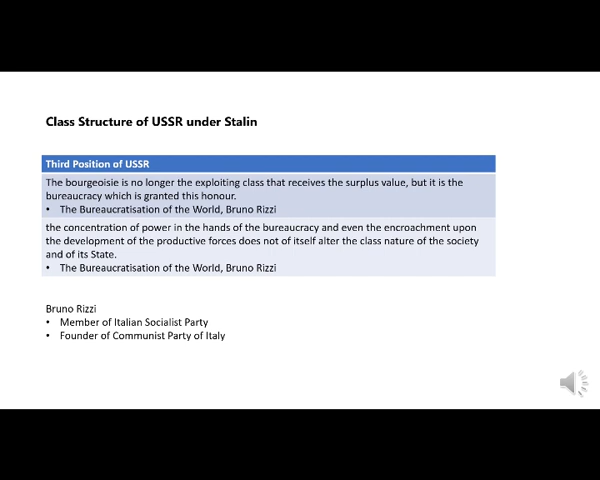 Class Structure of USSR under Stalin
Third Position of USSR
The bourgeoisie is no longer the exploiting class that receives the surplus value, but it is the
bureaucracy which is granted this honour.
• The Bureaucratisation of the World, Bruno Rizzi
the concentration of power in the hands of the bureaucracy and even the encroachment upon
the development of the productive forces does not of itself alter the class nature of the society
and of its State.
• The Bureaucratisation of the World, Bruno Rizzi
Bruno Rizzi
• Member of Italian Socialist Party
• Founder of Communist Party of Italy